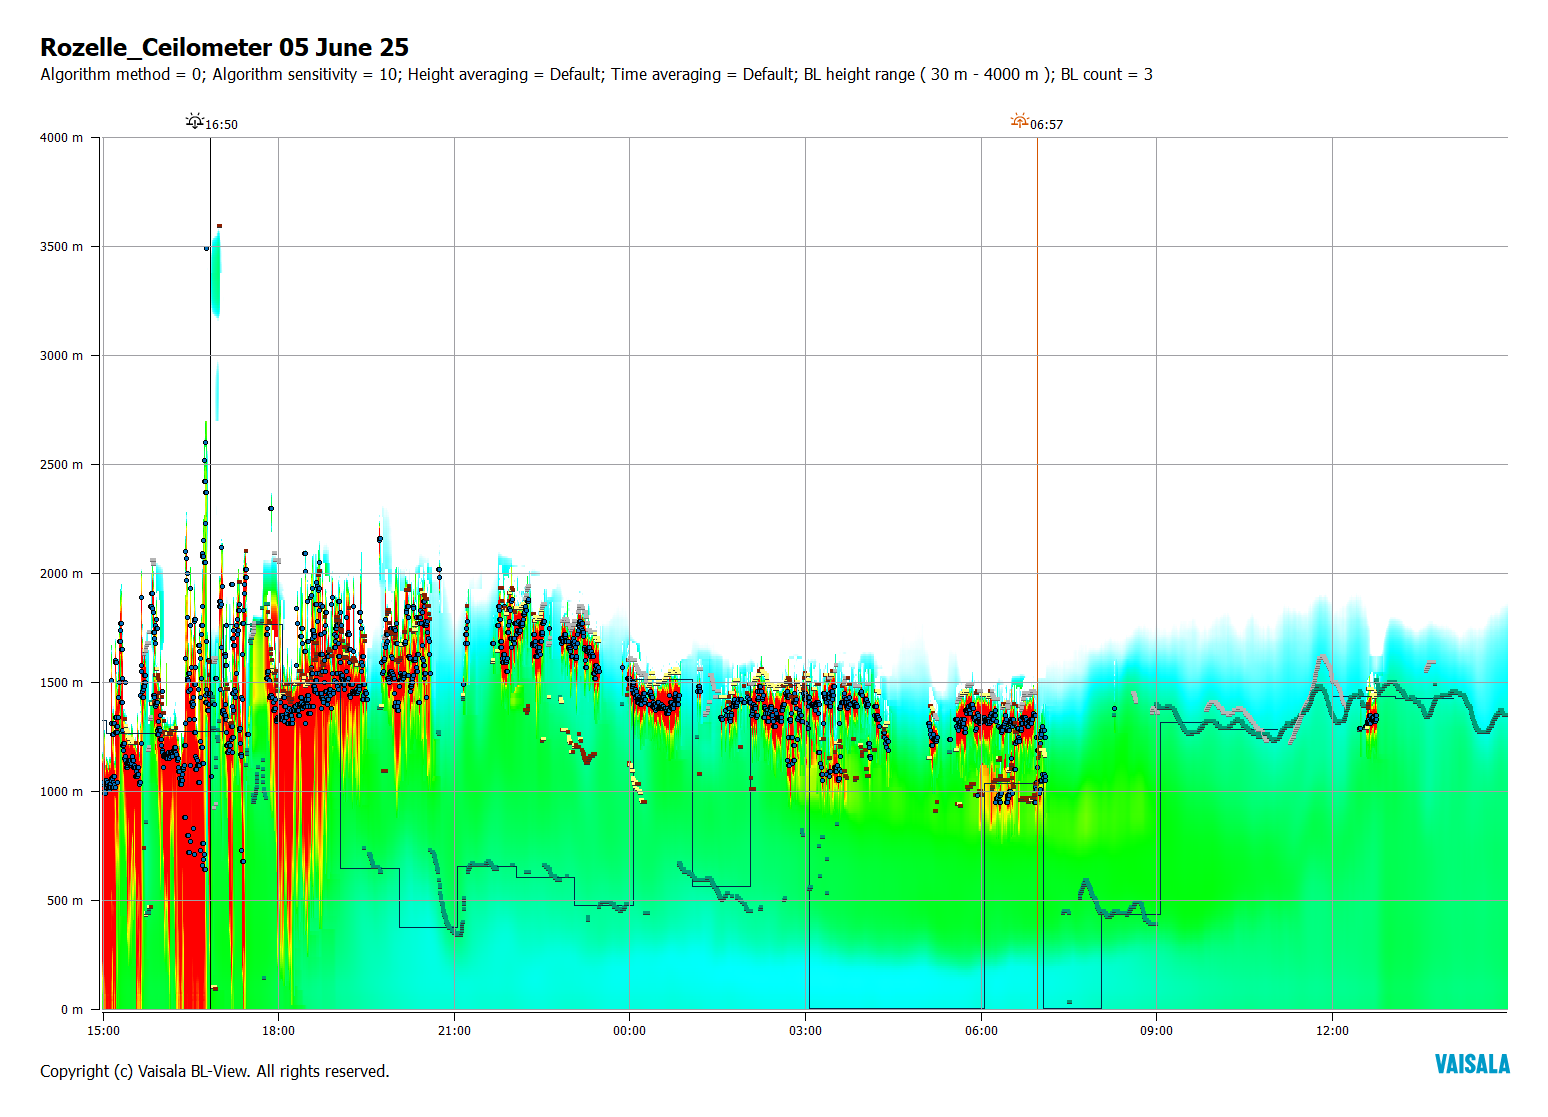 Rozelle_Ceilometer 05 June 25
Algorithm method = 0; Algorithm sensitivity = 10; Height averaging = Default; Time averaging = Default; BL height range ( 30 m - 4000 m ); BL count = 3
16:50 06:57
4000 m
3500 m
3000 m
2500 m
2000 m
1500 m
1000 m
500 m
0 m
15:00 18:00 21:00 00:00 03:00 06:00 09:00 12:00
Copyright (c) Vaisala BL-View. All rights reserved.
VAISALA